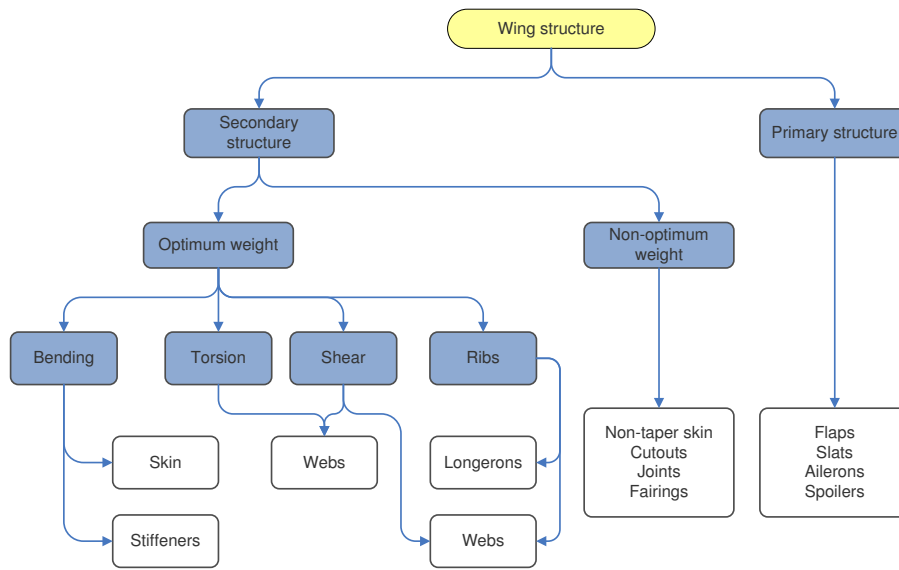 Wing structure
Secondary
structure
Primary structure
Optimum weight
Non-optimum
weight
Bending
Torsion
Shear
Ribs
Non-taper skin
Cutouts
Joints
Fairings
Flaps
Slats
Ailerons
Spoilers
Skin
Webs
Longerons
Stiffeners
Webs